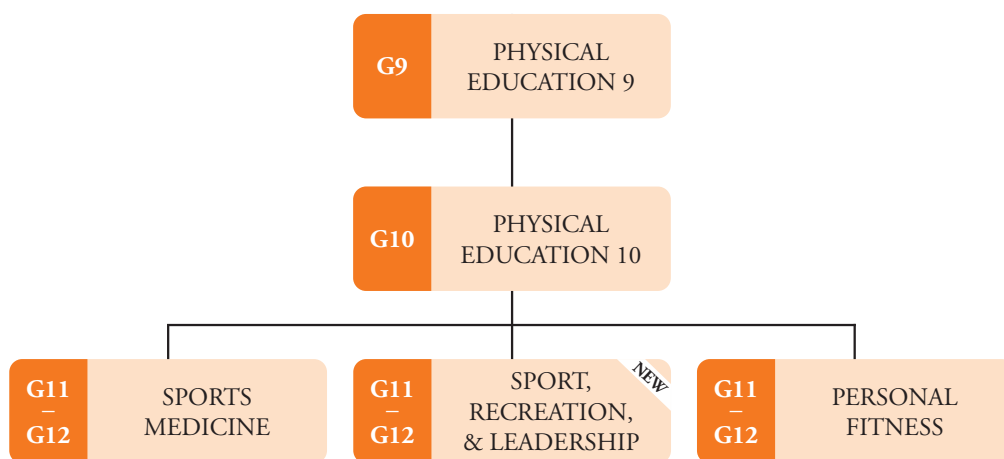 G9
PHYSICAL
EDUCATION 9
G10
PHYSICAL
EDUCATION 10
G11
–
G12
SPORTS
MEDICINE
G11
–
G12
SPORT,
RECREATION,
& LEADERSHIP
NEW
G11
–
G12
PERSONAL
FITNESS